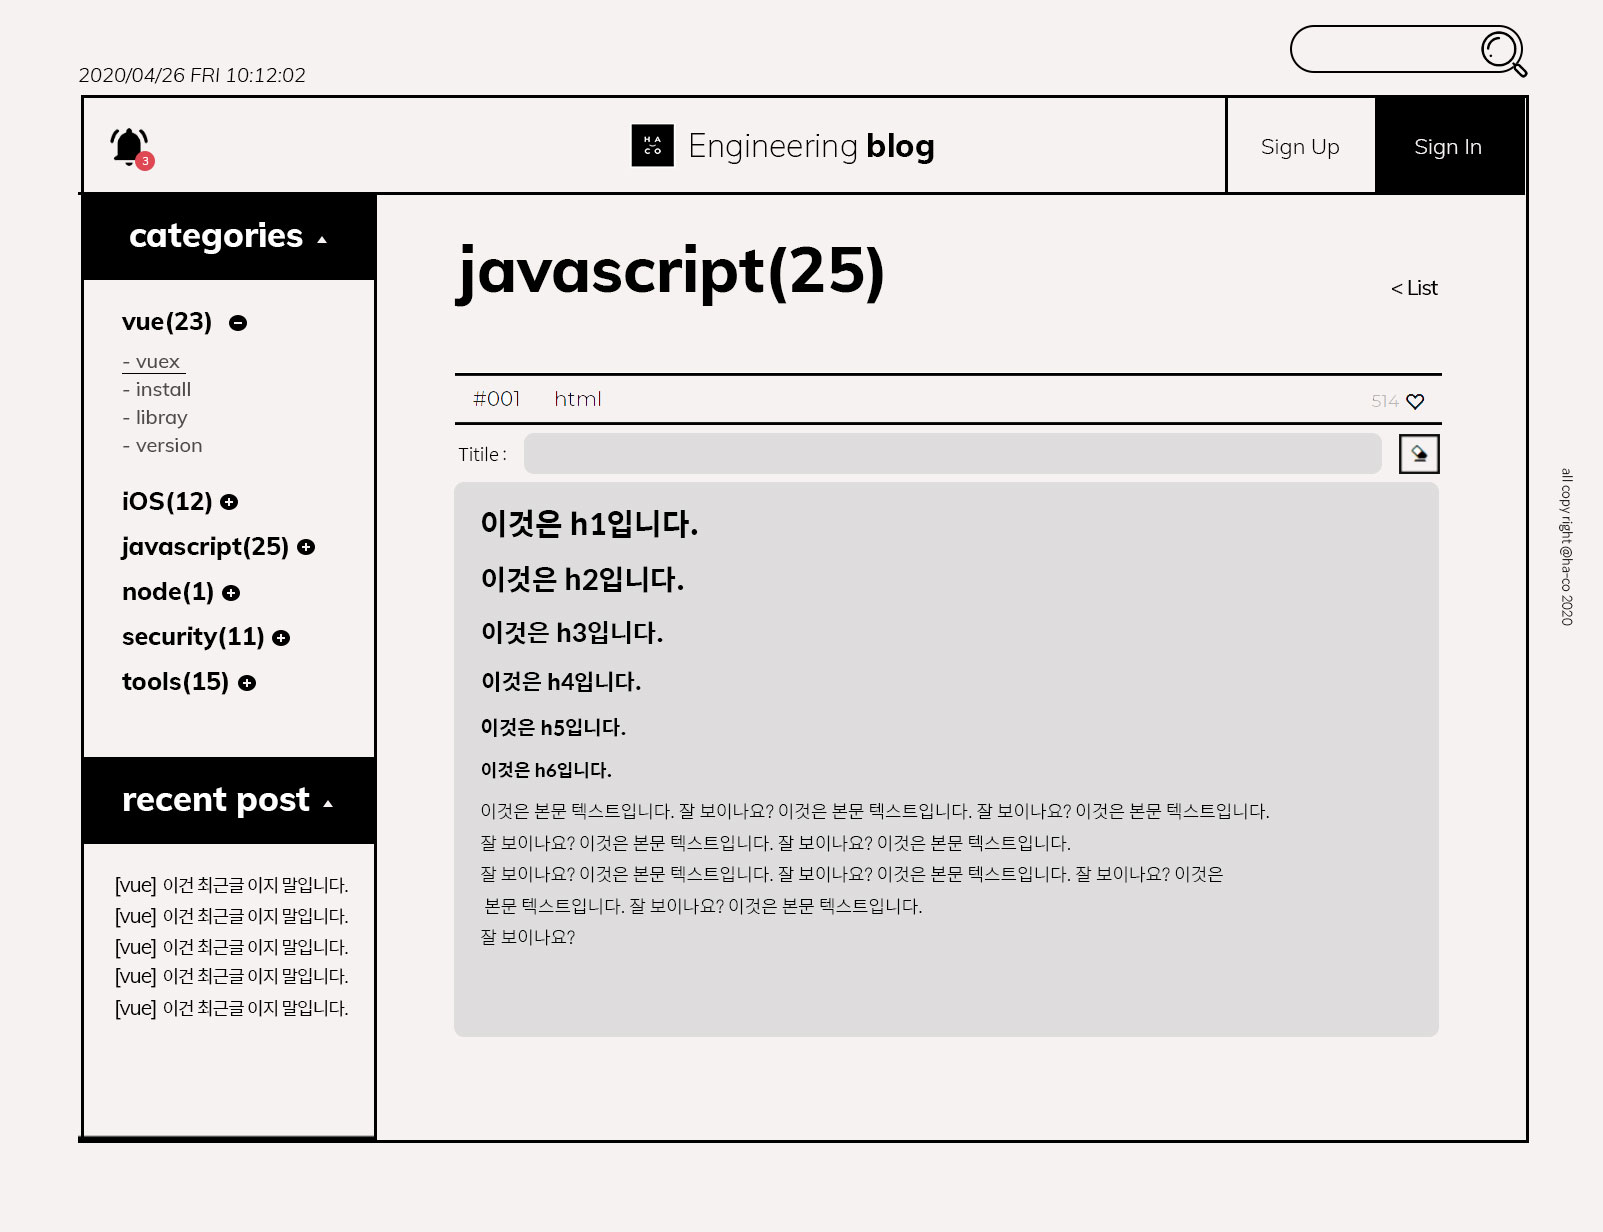 2020/04/26 FRI 10:12:02
3
HA
CO
Engineering blog
Sign Up
Sign In
categories
vue(23)
- vuex
- install
- libray
- version
iOS(12)
javascript(25)
node(1)
security(11)
tools(15)
recent post
[vue] 이건 최근글 이지 말입니다.
[vue] 이건 최근글 이지 말입니다.
[vue] 이건 최근글 이지 말입니다.
[vue] 이건 최근글 이지 말입니다.
[vue] 이건 최근글 이지 말입니다.
javascript(25)
< List
#001 html 514
Titile :
이것은 h1입니다.
이것은 h2입니다.
이것은 h3입니다.
이것은 h4입니다.
이것은 h5입니다.
이것은 h6입니다.
이것은 본문 텍스트입니다. 잘 보이나요? 이것은 본문 텍스트입니다. 잘 보이나요? 이것은 본문 텍스트입니다.
잘 보이나요? 이것은 본문 텍스트입니다. 잘 보이나요? 이것은 본문 텍스트입니다.
잘 보이나요? 이것은 본문 텍스트입니다. 잘 보이나요? 이것은 본문 텍스트입니다. 잘 보이나요? 이것은
본문 텍스트입니다. 잘 보이나요? 이것은 본문 텍스트입니다.
잘 보이나요?
all copy right @ha-co 2020